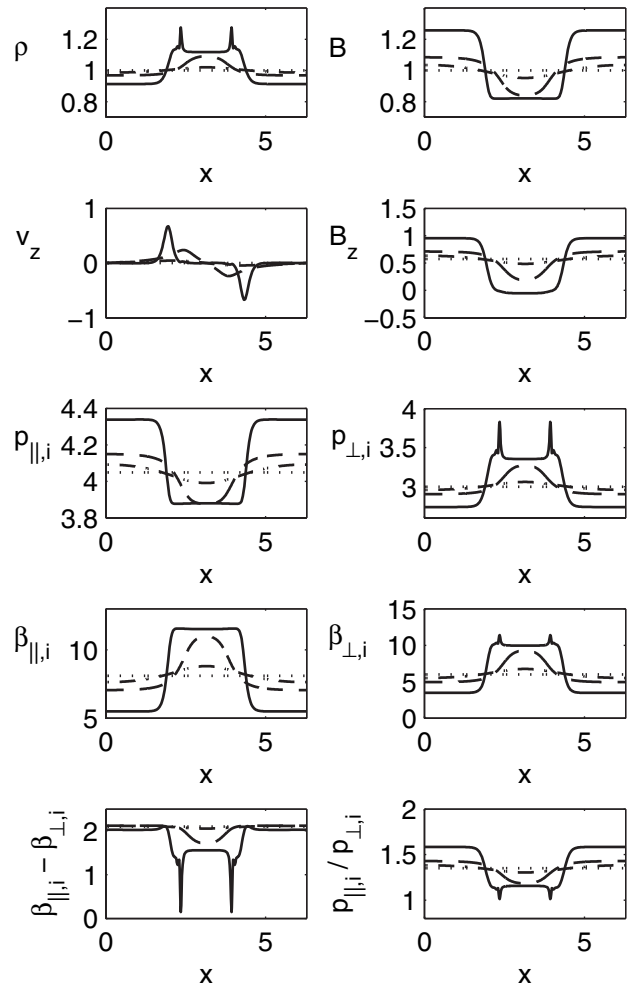 ρ
1.2
1
0.8
0 5
x
B
1.2
1
0.8
0 5
x
v_z
1
0
−1
0 5
x
B_z
1.5
1
0.5
0
−0.5
0 5
x
p_{||,i}
4.4
4.2
4
3.8
0 5
x
p_{⊥,i}
4
3.5
3
0 5
x
β_{||,i}
10
5
0 5
x
β_{⊥,i}
15
10
5
0
0 5
x
β_{||,i} − β_{⊥,i}
2
1
0
0 5
x
p_{||,i} / p_{⊥,i}
2
1.5
1
0 5
x